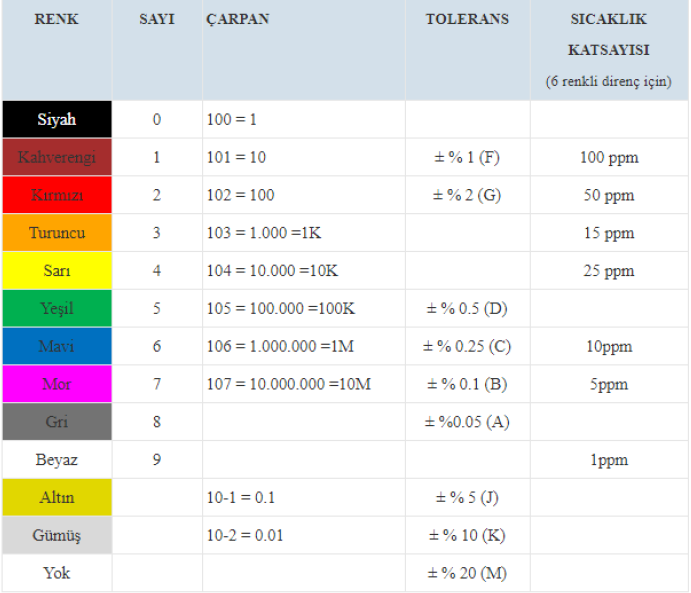 RENK SAYI ÇARPAN TOLERANS SICAKLIK
KATSAYISI
(6 renkli direnç için)
Siyah 0 100 = 1
Kahverengi 1 101 = 10 ± % 1 (F) 100 ppm
Kırmızı 2 102 = 100 ± % 2 (G) 50 ppm
Turuncu 3 103 = 1.000 =1K 15 ppm
Sarı 4 104 = 10.000 =10K 25 ppm
Yeşil 5 105 = 100.000 =100K ± % 0.5 (D)
Mavi 6 106 = 1.000.000 =1M ± % 0.25 (C) 10ppm
Mor 7 107 = 10.000.000 =10M ± % 0.1 (B) 5ppm
Gri 8 ± %0.05 (A)
Beyaz 9 1ppm
Altın 10-1 = 0.1 ± % 5 (J)
Gümüş 10-2 = 0.01 ± % 10 (K)
Yok ± % 20 (M)